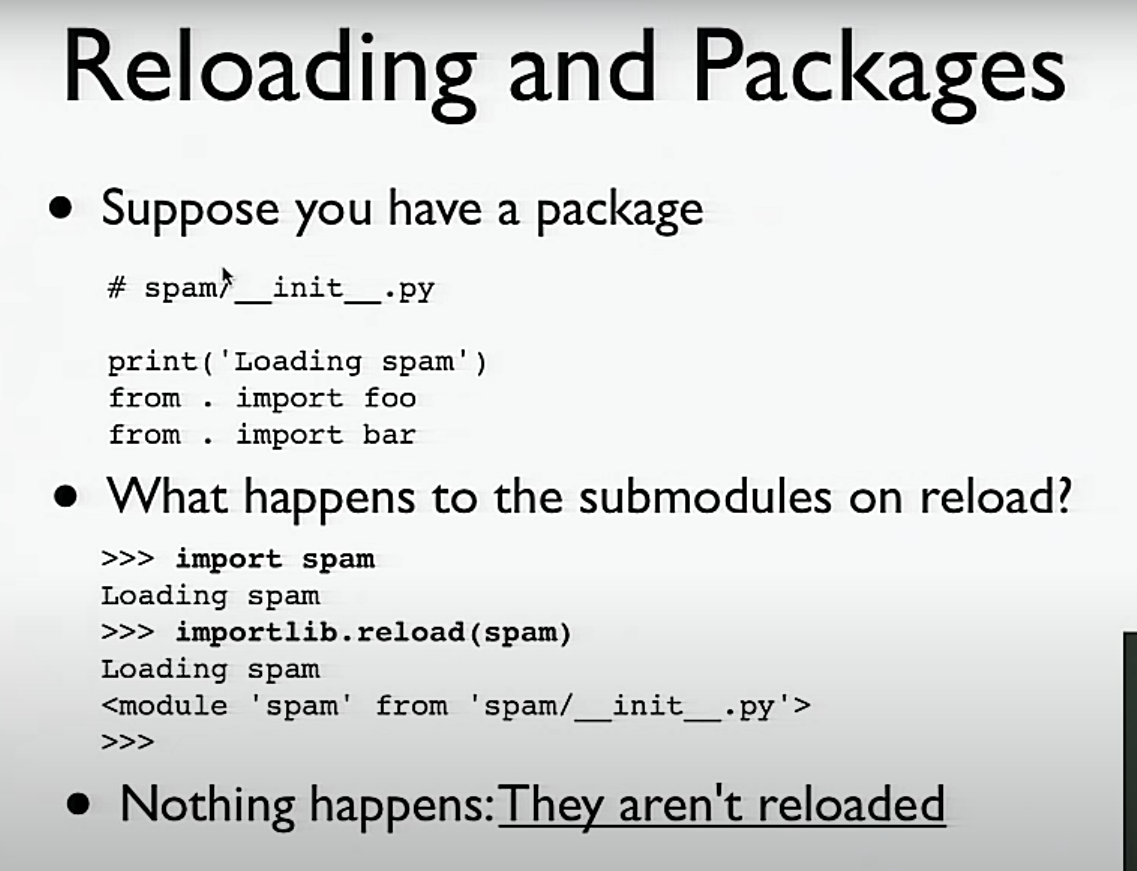 Reloading and Packages
• Suppose you have a package
# spam/__init__.py
print('Loading spam')
from . import foo
from . import bar
• What happens to the submodules on reload?
>>> import spam
Loading spam
>>> importlib.reload(spam)
Loading spam
<module 'spam' from 'spam/__init__.py'>
>>>
• Nothing happens: They aren't reloaded